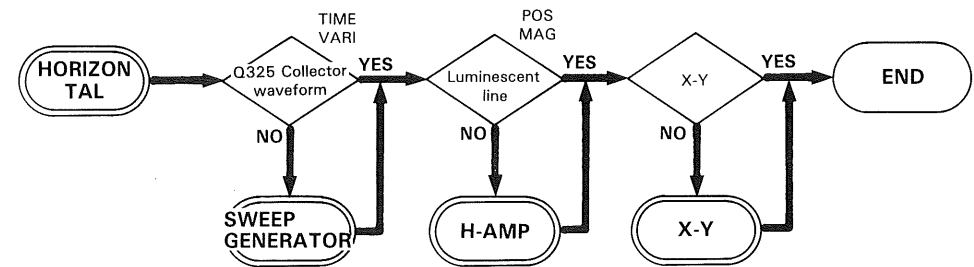 TIME
VARI
POS
MAG
HORIZON
TAL
Q325 Collector
waveform
YES
Luminescent
line
YES
X-Y
YES
END
NO
NO
NO
SWEEP
GENERATOR
H-AMP
X-Y